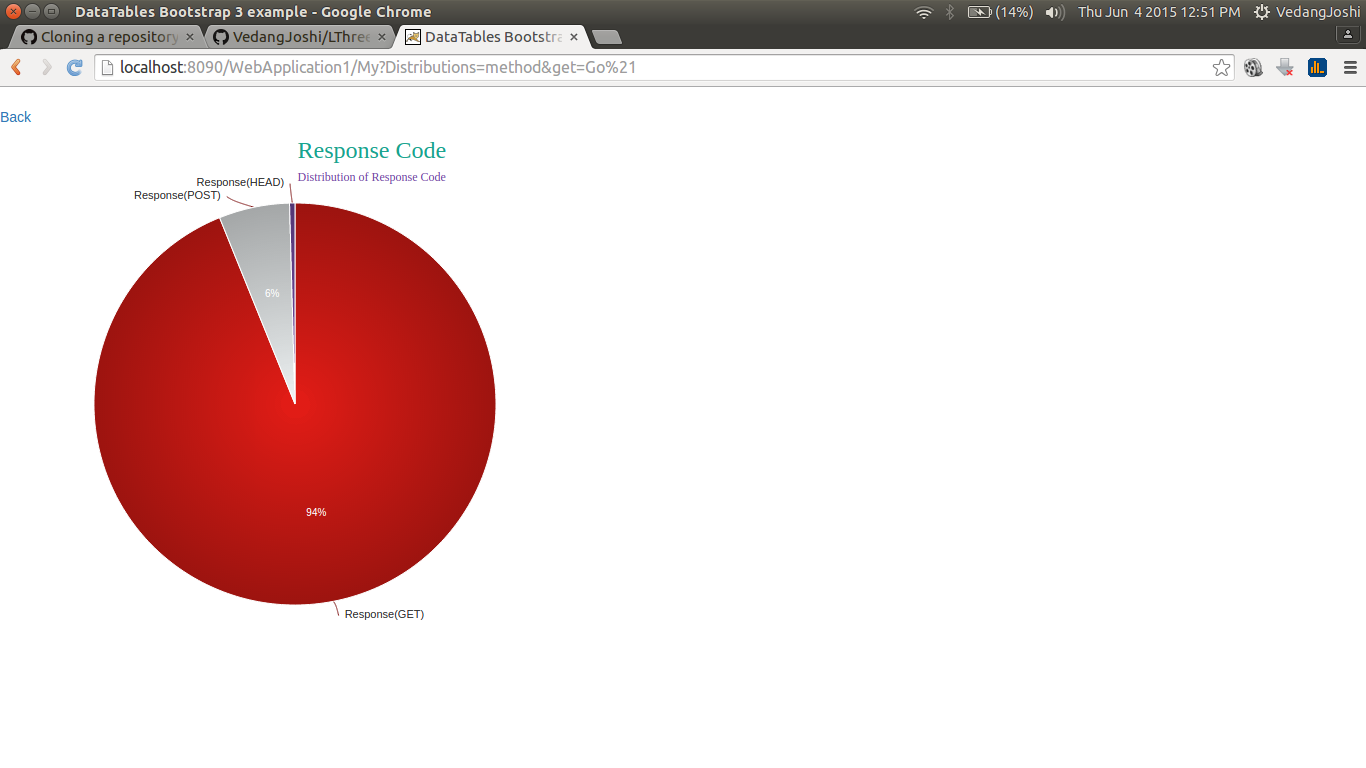 DataTables Bootstrap 3 example - Google Chrome
(14%) Thu Jun 4 2015 12:51 PM VedangJoshi
Cloning a repository
VedangJoshi/LThree
DataTables Bootstra
localhost:8090/WebApplication1/My?Distributions=method&get=Go%21
Back
Response Code
Distribution of Response Code
Response(HEAD)
Response(POST)
6%
94%
Response(GET)